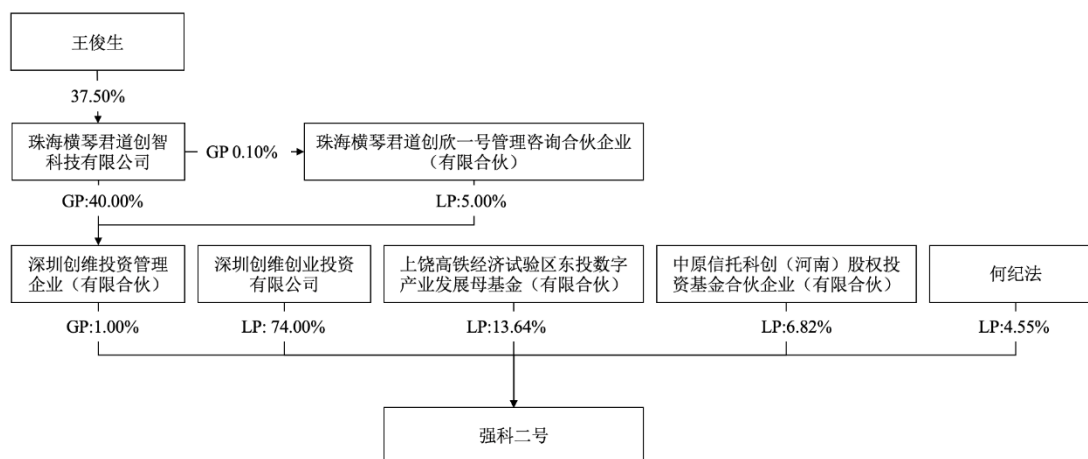 王俊生
37.50%
珠海横琴君道创智
科技有限公司
GP 0.10%
珠海横琴君道创欣一号管理咨询合伙企业
（有限合伙）
GP:40.00%
LP:5.00%
深圳创维投资管理
企业（有限合伙）
深圳创维创业投资
有限公司
上饶高铁经济试验区东投数字
产业发展母基金（有限合伙）
中原信托科创（河南）股权投
资基金合伙企业（有限合伙）
何纪法
GP:1.00%
LP: 74.00%
LP:13.64%
LP:6.82%
LP:4.55%
强科二号